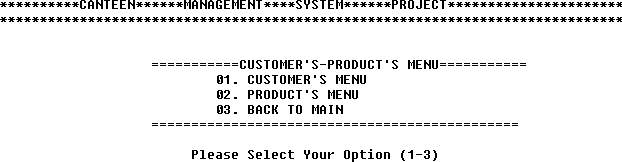 **********CANTEEN******MANAGEMENT****SYSTEM******PROJECT**********************
******************************************************************************
===========CUSTOMER'S-PRODUCT'S MENU===========
01. CUSTOMER'S MENU
02. PRODUCT'S MENU
03. BACK TO MAIN
==============================================
Please Select Your Option (1-3)